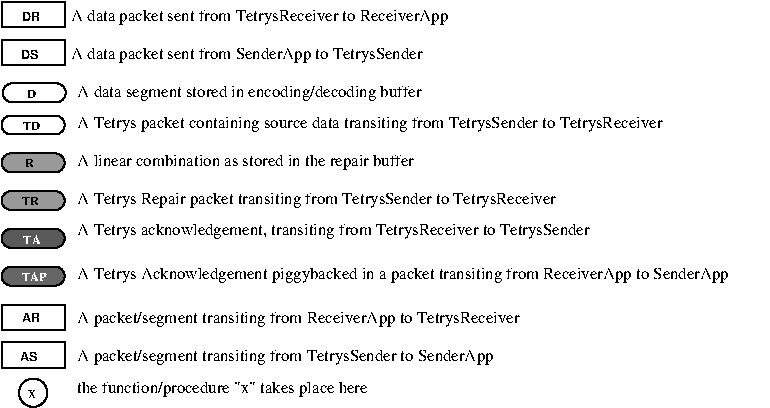 DR A data packet sent from TetrysReceiver to ReceiverApp
DS A data packet sent from SenderApp to TetrysSender
D A data segment stored in encoding/decoding buffer
TD A Tetrys packet containing source data transiting from TetrysSender to TetrysReceiver
R A linear combination as stored in the repair buffer
TR A Tetrys Repair packet transiting from TetrysSender to TetrysReceiver
TA A Tetrys acknowledgement, transiting from TetrysReceiver to TetrysSender
TAP A Tetrys Acknowledgement piggybacked in a packet transiting from ReceiverApp to SenderApp
AR A packet/segment transiting from ReceiverApp to TetrysReceiver
AS A packet/segment transiting from TetrysSender to SenderApp
x the function/procedure "x" takes place here